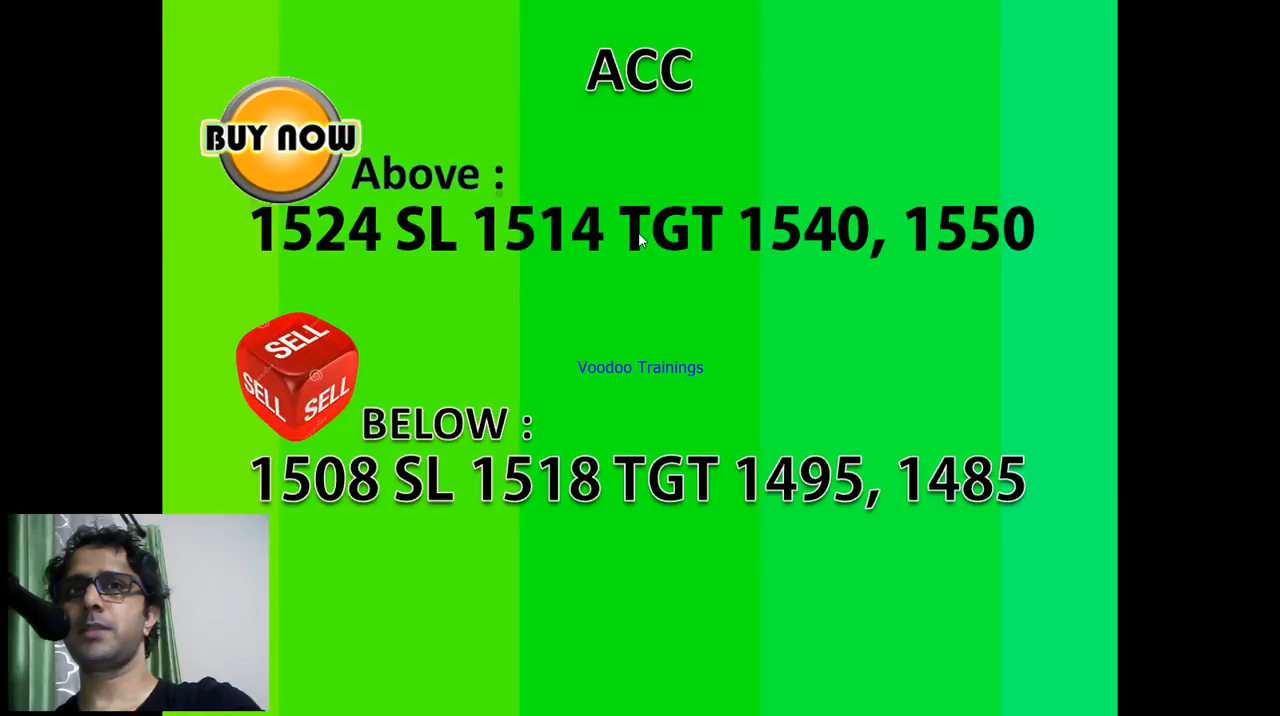 ACC
BUY NOW
Above :
1524 SL 1514 TGT 1540, 1550
SELL
SELL
SELL
Voodoo Trainings
BELOW :
1508 SL 1518 TGT 1495, 1485